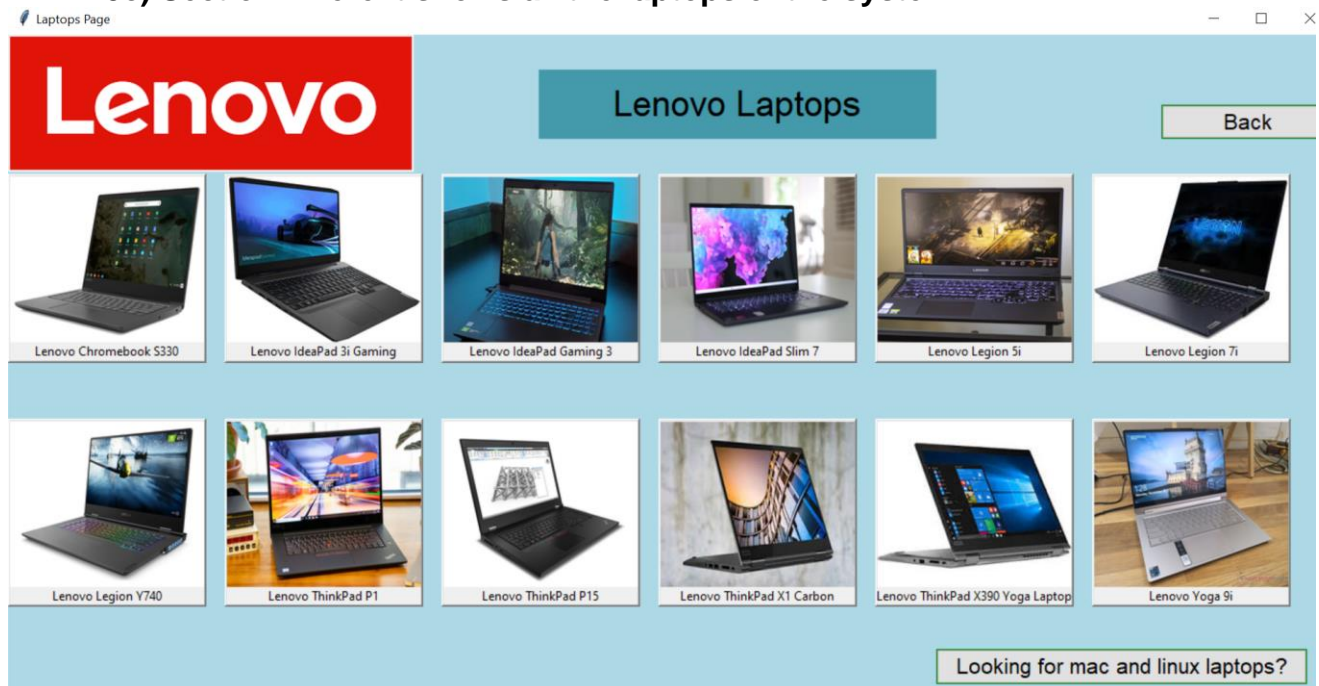 Laptops Page
Lenovo
Lenovo Laptops
Back
Lenovo Chromebook S330
Lenovo IdeaPad 3i Gaming
Lenovo IdeaPad Gaming 3
Lenovo IdeaPad Slim 7
Lenovo Legion 5i
Lenovo Legion 7i
Lenovo Legion Y740
Lenovo ThinkPad P1
Lenovo ThinkPad P15
Lenovo ThinkPad X1 Carbon
Lenovo ThinkPad X390 Yoga Laptop
Lenovo Yoga 9i
Looking for mac and linux laptops?